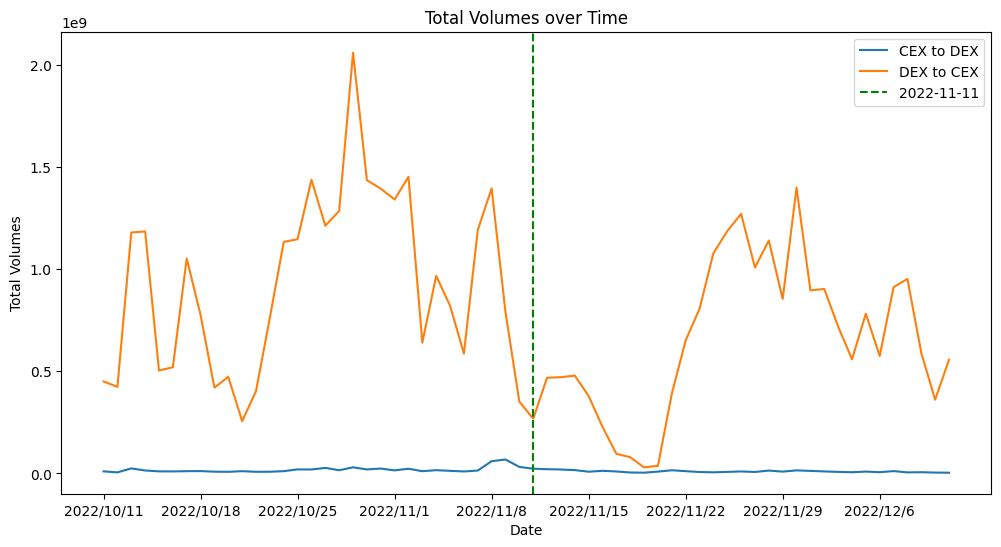 Total Volumes over Time
1e9
CEX to DEX
DEX to CEX
2022-11-11
2.0
1.5
1.0
0.5
0.0
Total Volumes
2022/10/11 2022/10/18 2022/10/25 2022/11/1 2022/11/8 2022/11/15 2022/11/22 2022/11/29 2022/12/6
Date